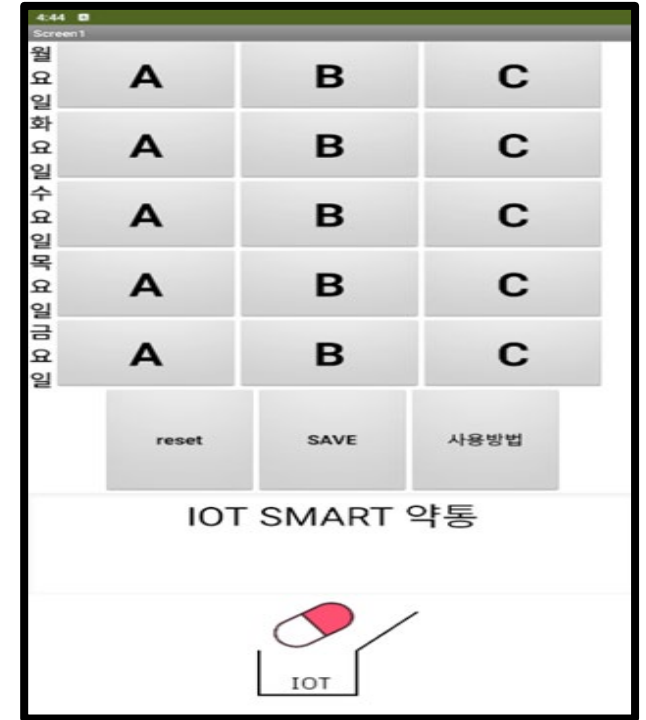 4:44
Screen1
월요일 A B C
화요일 A B C
수요일 A B C
목요일 A B C
금요일 A B C
reset SAVE 사용방법
IOT SMART 약통
IOT